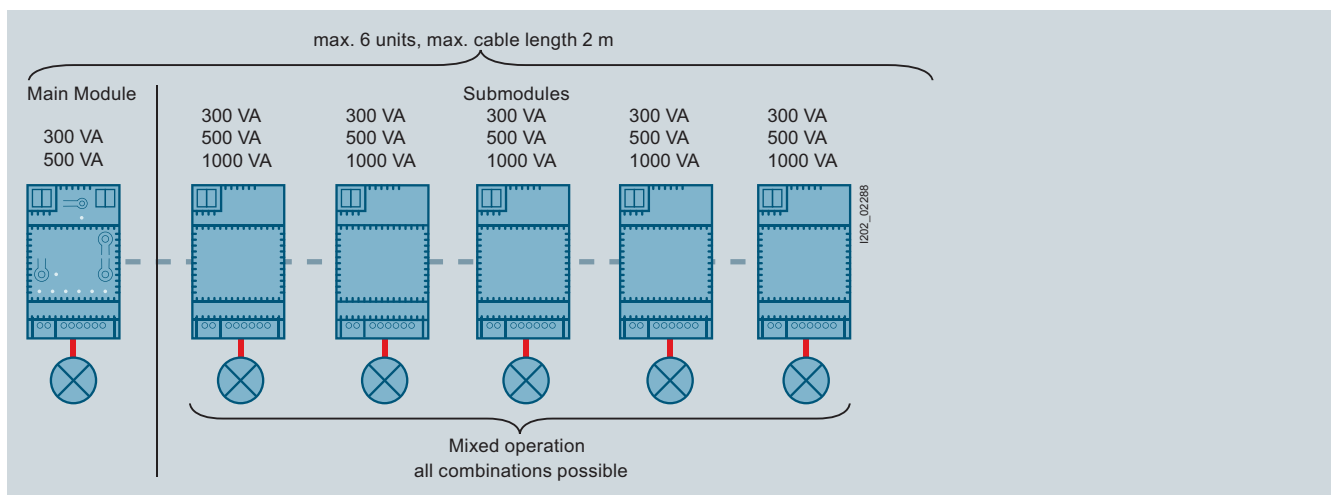 max. 6 units, max. cable length 2 m
Main Module
300 VA
500 VA
Submodules
300 VA
500 VA
1000 VA
300 VA
500 VA
1000 VA
300 VA
500 VA
1000 VA
300 VA
500 VA
1000 VA
300 VA
500 VA
1000 VA
I202_02288
Mixed operation
all combinations possible